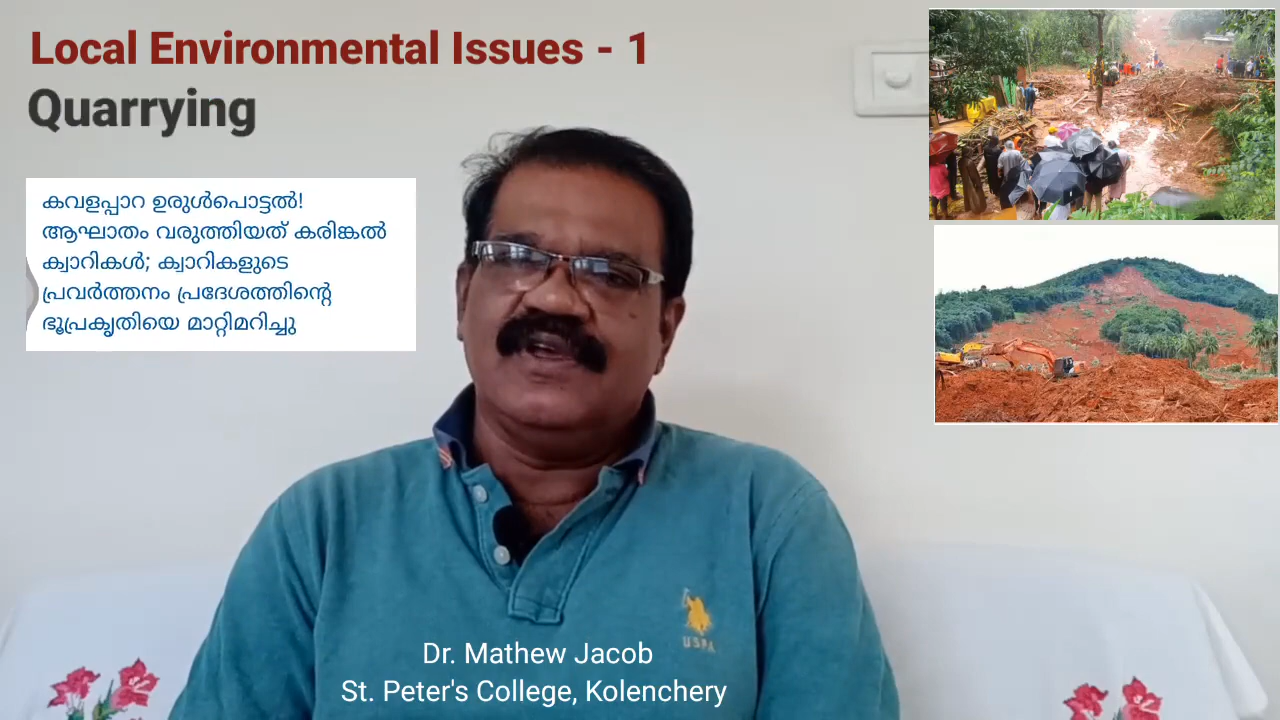 Local Environmental Issues - 1
Quarrying
കവളപ്പാറ ഉരുൾപൊട്ടൽ!
ആഘാതം വരുത്തിയത് കരിങ്കൽ
ക്വാറികൾ; ക്വാറികളുടെ
പ്രവർത്തനം പ്രദേശത്തിന്റെ
ഭൂപ്രകൃതിയെ മാറ്റിമറിച്ചു
USPA
Dr. Mathew Jacob
St. Peter's College, Kolenchery